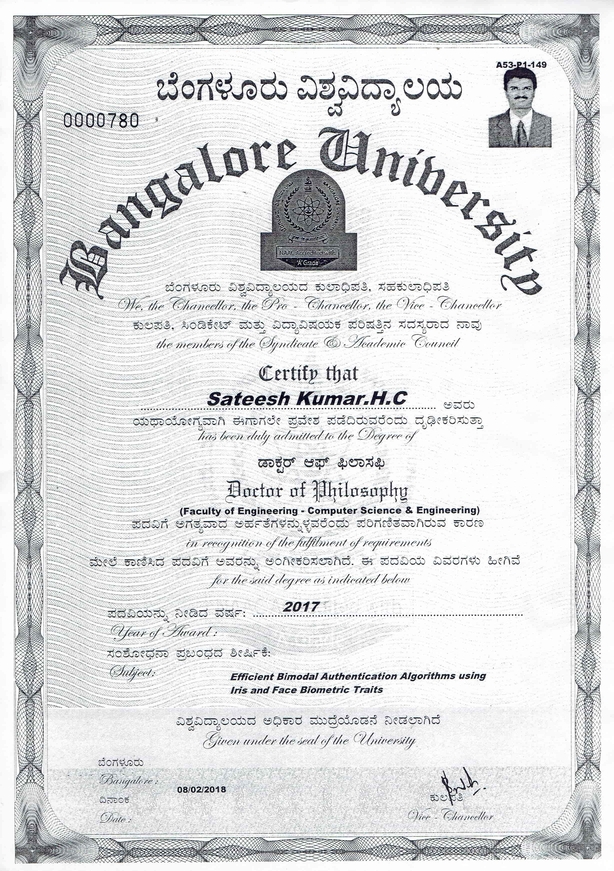 A53-P1-149
ಬೆಂಗಳೂರು ವಿಶ್ವವಿದ್ಯಾಲಯ
0000780
Bangalore University
'A' Grade
ಬೆಂಗಳೂರು ವಿಶ್ವವಿದ್ಯಾಲಯದ ಕುಲಾಧಿಪತಿ, ಸಹಕುಲಾಧಿಪತಿ
We, the Chancellor, the Pro - Chancellor, the Vice - Chancellor
ಕುಲಪತಿ, ಸಿಂಡಿಕೇಟ್ ಮತ್ತು ವಿದ್ಯಾವಿಷಯಕ ಪರಿಷತ್ತಿನ ಸದಸ್ಯರಾದ ನಾವು
the members of the Syndicate & Academic Council
Certify that
Sateesh Kumar.H.C ಅವರು
ಯಥಾಯೋಗ್ಯವಾಗಿ ಈಗಾಗಲೇ ಪ್ರವೇಶ ಪಡೆದಿರುವರೆಂದು ದೃಢೀಕರಿಸುತ್ತಾ
has been duly admitted to the Degree of
ಡಾಕ್ಟರ್ ಆಫ್ ಫಿಲಾಸಫಿ
Doctor of Philosophy
(Faculty of Engineering - Computer Science & Engineering)
ಪದವಿಗೆ ಅಗತ್ಯವಾದ ಅರ್ಹತೆಗಳನ್ನುಳ್ಳವರೆಂದು ಪರಿಗಣಿತವಾಗಿರುವ ಕಾರಣ
in recognition of the fulfilment of requirements
ಮೇಲೆ ಕಾಣಿಸಿದ ಪದವಿಗೆ ಅವರನ್ನು ಅಂಗೀಕರಿಸಲಾಗಿದೆ. ಈ ಪದವಿಯ ವಿವರಗಳು ಹೀಗಿವೆ
for the said degree as indicated below
ಪದವಿಯನ್ನು ನೀಡಿದ ವರ್ಷ: 2017
Year of Award :
ಸಂಶೋಧನಾ ಪ್ರಬಂಧದ ಶೀರ್ಷಿಕೆ:
Subject: Efficient Bimodal Authentication Algorithms using
Iris and Face Biometric Traits
ವಿಶ್ವವಿದ್ಯಾಲಯದ ಅಧಿಕಾರ ಮುದ್ರೆಯೊಡನೆ ನೀಡಲಾಗಿದೆ
Given under the seal of the University
ಬೆಂಗಳೂರು
Bangalore :
08/02/2018
ದಿನಾಂಕ
Date :
ಕುಲಪತಿ
Vice - Chancellor